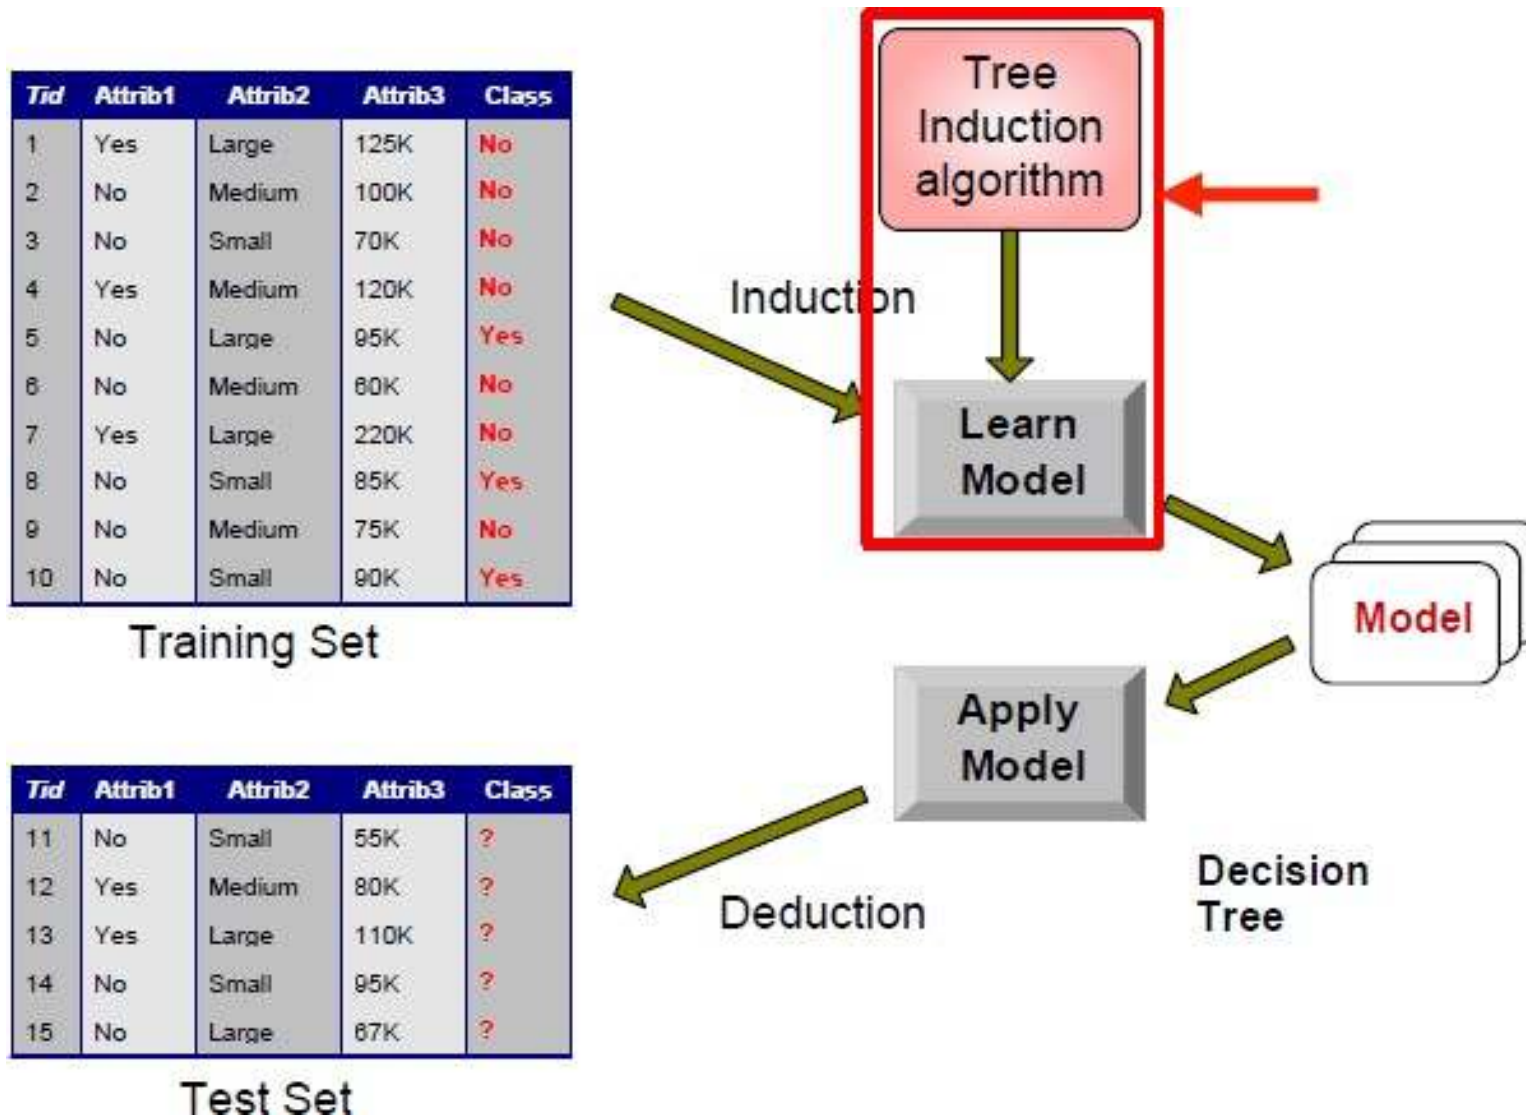 Tid Attrib1 Attrib2 Attrib3 Class
1 Yes Large 125K No
2 No Medium 100K No
3 No Small 70K No
4 Yes Medium 120K No
5 No Large 95K Yes
6 No Medium 60K No
7 Yes Large 220K No
8 No Small 85K Yes
9 No Medium 75K No
10 No Small 90K Yes
Training Set
Tree
Induction
algorithm
Induction
Learn
Model
Model
Apply
Model
Tid Attrib1 Attrib2 Attrib3 Class
11 No Small 55K ?
12 Yes Medium 80K ?
13 Yes Large 110K ?
14 No Small 95K ?
15 No Large 67K ?
Test Set
Deduction
Decision
Tree